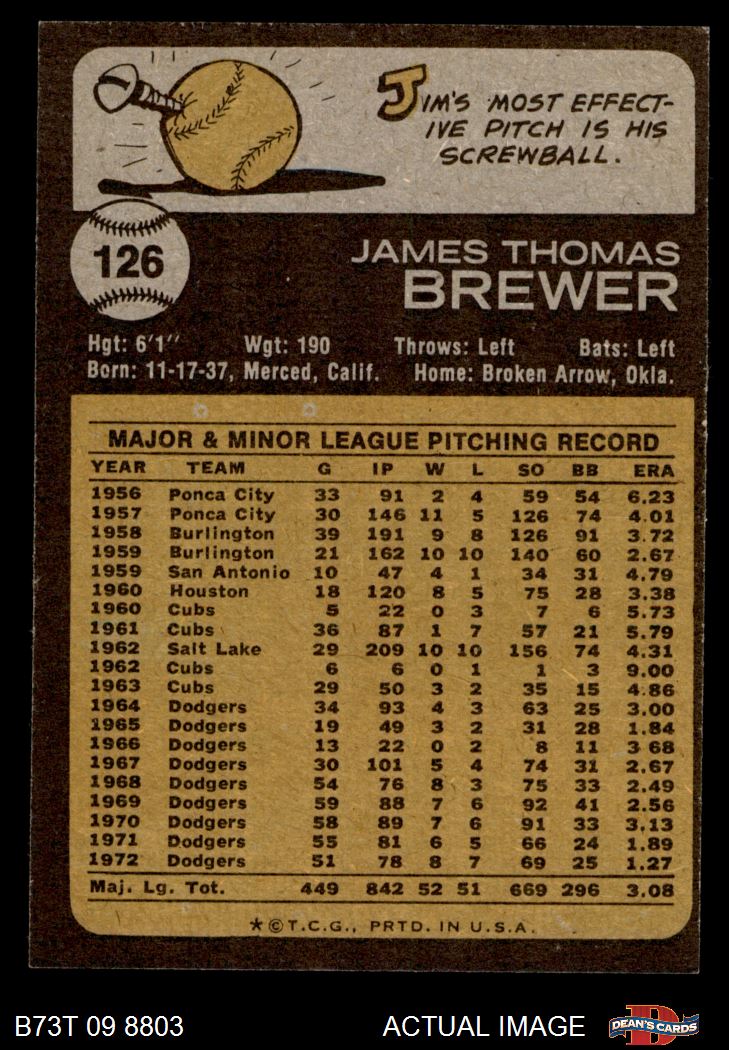 JIM'S MOST EFFECT-
IVE PITCH IS HIS
SCREWBALL.
126
JAMES THOMAS
BREWER
Hgt: 6'1" Wgt: 190 Throws: Left Bats: Left
Born: 11-17-37, Merced, Calif. Home: Broken Arrow, Okla.
MAJOR & MINOR LEAGUE PITCHING RECORD
YEAR TEAM G IP W L SO BB ERA
1956 Ponca City 33 91 2 4 59 54 6.23
1957 Ponca City 30 146 11 5 126 74 4.01
1958 Burlington 39 191 9 8 126 91 3.72
1959 Burlington 21 162 10 10 140 60 2.67
1959 San Antonio 10 47 4 1 34 31 4.79
1960 Houston 18 120 8 5 75 28 3.38
1960 Cubs 5 22 0 3 7 6 5.73
1961 Cubs 36 87 1 7 57 21 5.79
1962 Salt Lake 29 209 10 10 156 74 4.31
1962 Cubs 6 6 0 1 1 3 9.00
1963 Cubs 29 50 3 2 35 15 4.86
1964 Dodgers 34 93 4 3 63 25 3.00
1965 Dodgers 19 49 3 2 31 28 1.84
1966 Dodgers 13 22 0 2 8 11 3 68
1967 Dodgers 30 101 5 4 74 31 2.67
1968 Dodgers 54 76 8 3 75 33 2.49
1969 Dodgers 59 88 7 6 92 41 2.56
1970 Dodgers 58 89 7 6 91 33 3.13
1971 Dodgers 55 81 6 5 66 24 1.89
1972 Dodgers 51 78 8 7 69 25 1.27
Maj. Lg. Tot. 449 842 52 51 669 296 3.08
★ © T.C.G., PRTD. IN U.S.A.
B73T 09 8803 ACTUAL IMAGE D DEAN'S CARDS